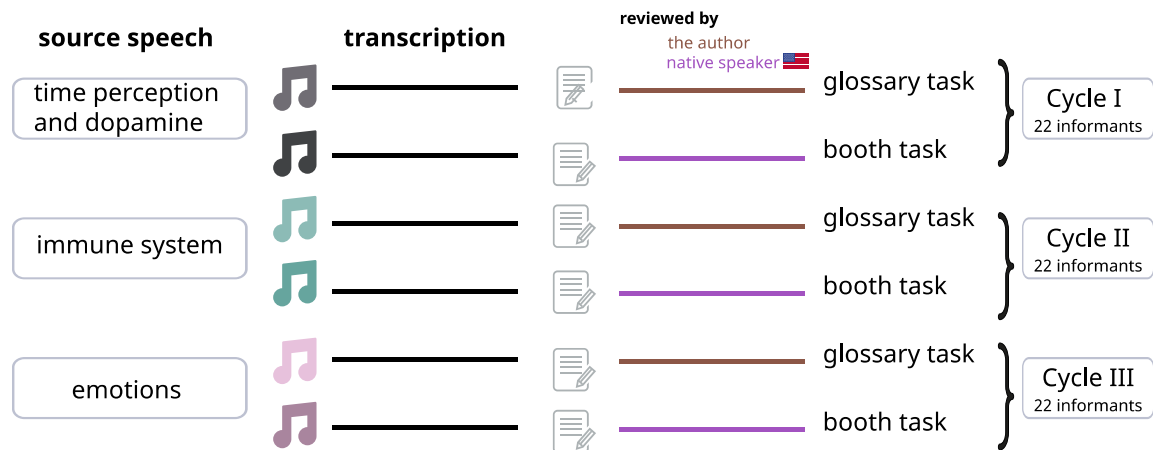 source speech
transcription
reviewed by
the author
native speaker
time perception
and dopamine
glossary task
booth task
Cycle I
22 informants
immune system
glossary task
booth task
Cycle II
22 informants
emotions
glossary task
booth task
Cycle III
22 informants